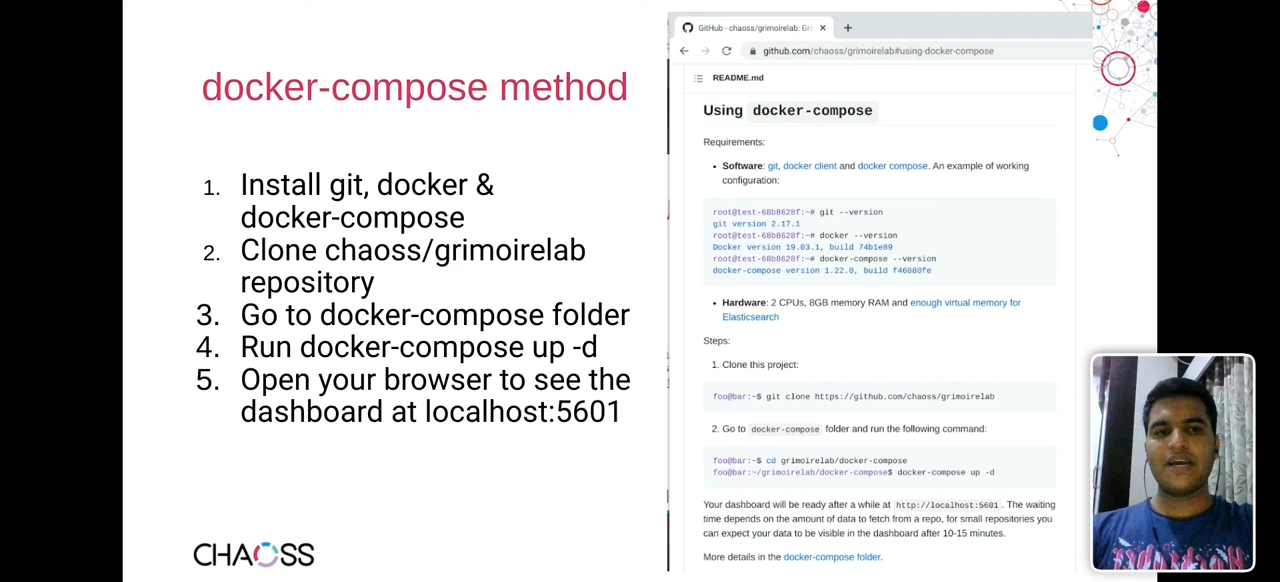 docker-compose method
1. Install git, docker &
docker-compose
2. Clone chaoss/grimoirelab
repository
3. Go to docker-compose folder
4. Run docker-compose up -d
5. Open your browser to see the
dashboard at localhost:5601
CHAOSS
GitHub - chaoss/grimoirelab: Gri
github.com/chaoss/grimoirelab#using-docker-compose
README.md
Using docker-compose
Requirements:
• Software: git, docker client and docker compose. An example of working
configuration:
root@test-68b8628f:~# git --version
git version 2.17.1
root@test-68b8628f:~# docker --version
Docker version 19.03.1, build 74b1e89
root@test-68b8628f:~# docker-compose --version
docker-compose version 1.22.0, build f46880fe
• Hardware: 2 CPUs, 8GB memory RAM and enough virtual memory for
Elasticsearch
Steps:
1. Clone this project:
foo@bar:~$ git clone https://github.com/chaoss/grimoirelab
2. Go to docker-compose folder and run the following command:
foo@bar:~$ cd grimoirelab/docker-compose
foo@bar:~/grimoirelab/docker-compose$ docker-compose up -d
Your dashboard will be ready after a while at http://localhost:5601. The waiting
time depends on the amount of data to fetch from a repo, for small repositories you
can expect your data to be visible in the dashboard after 10-15 minutes.
More details in the docker-compose folder.